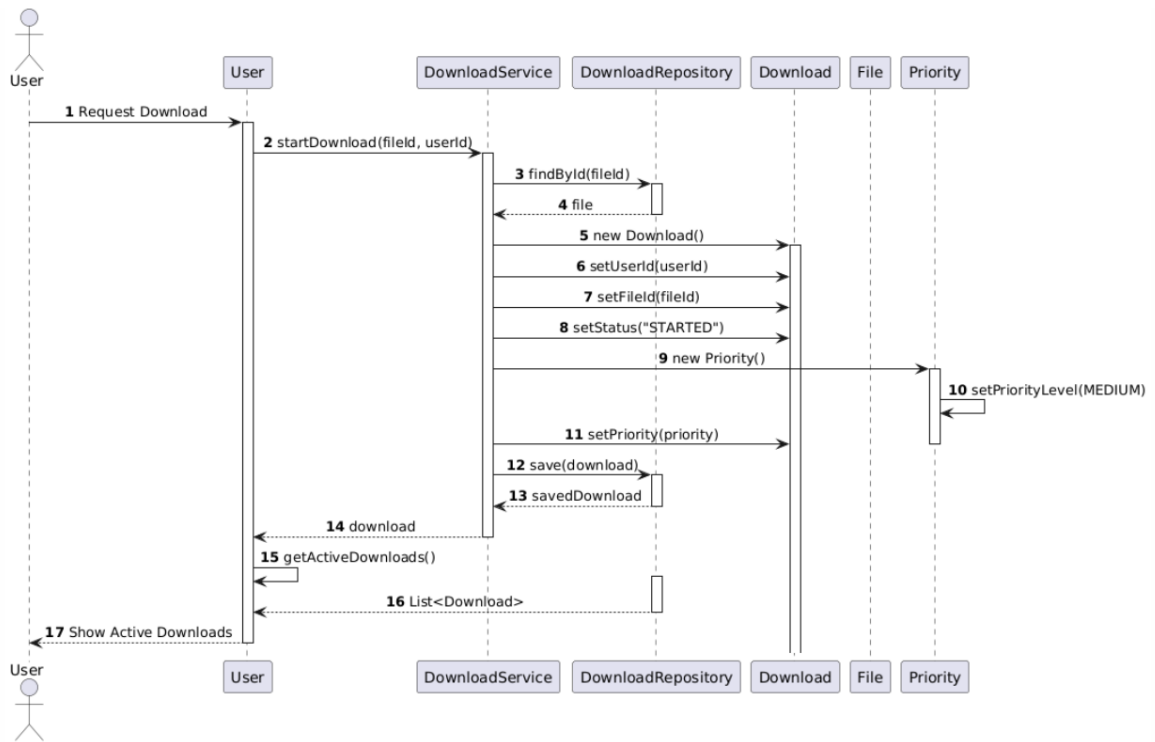 User
User
DownloadService
DownloadRepository
Download
File
Priority
1 Request Download
2 startDownload(fileId, userId)
3 findById(fileId)
4 file
5 new Download()
6 setUserId(userId)
7 setFileId(fileId)
8 setStatus("STARTED")
9 new Priority()
10 setPriorityLevel(MEDIUM)
11 setPriority(priority)
12 save(download)
13 savedDownload
14 download
15 getActiveDownloads()
16 List<Download>
17 Show Active Downloads
User
User
DownloadService
DownloadRepository
Download
File
Priority